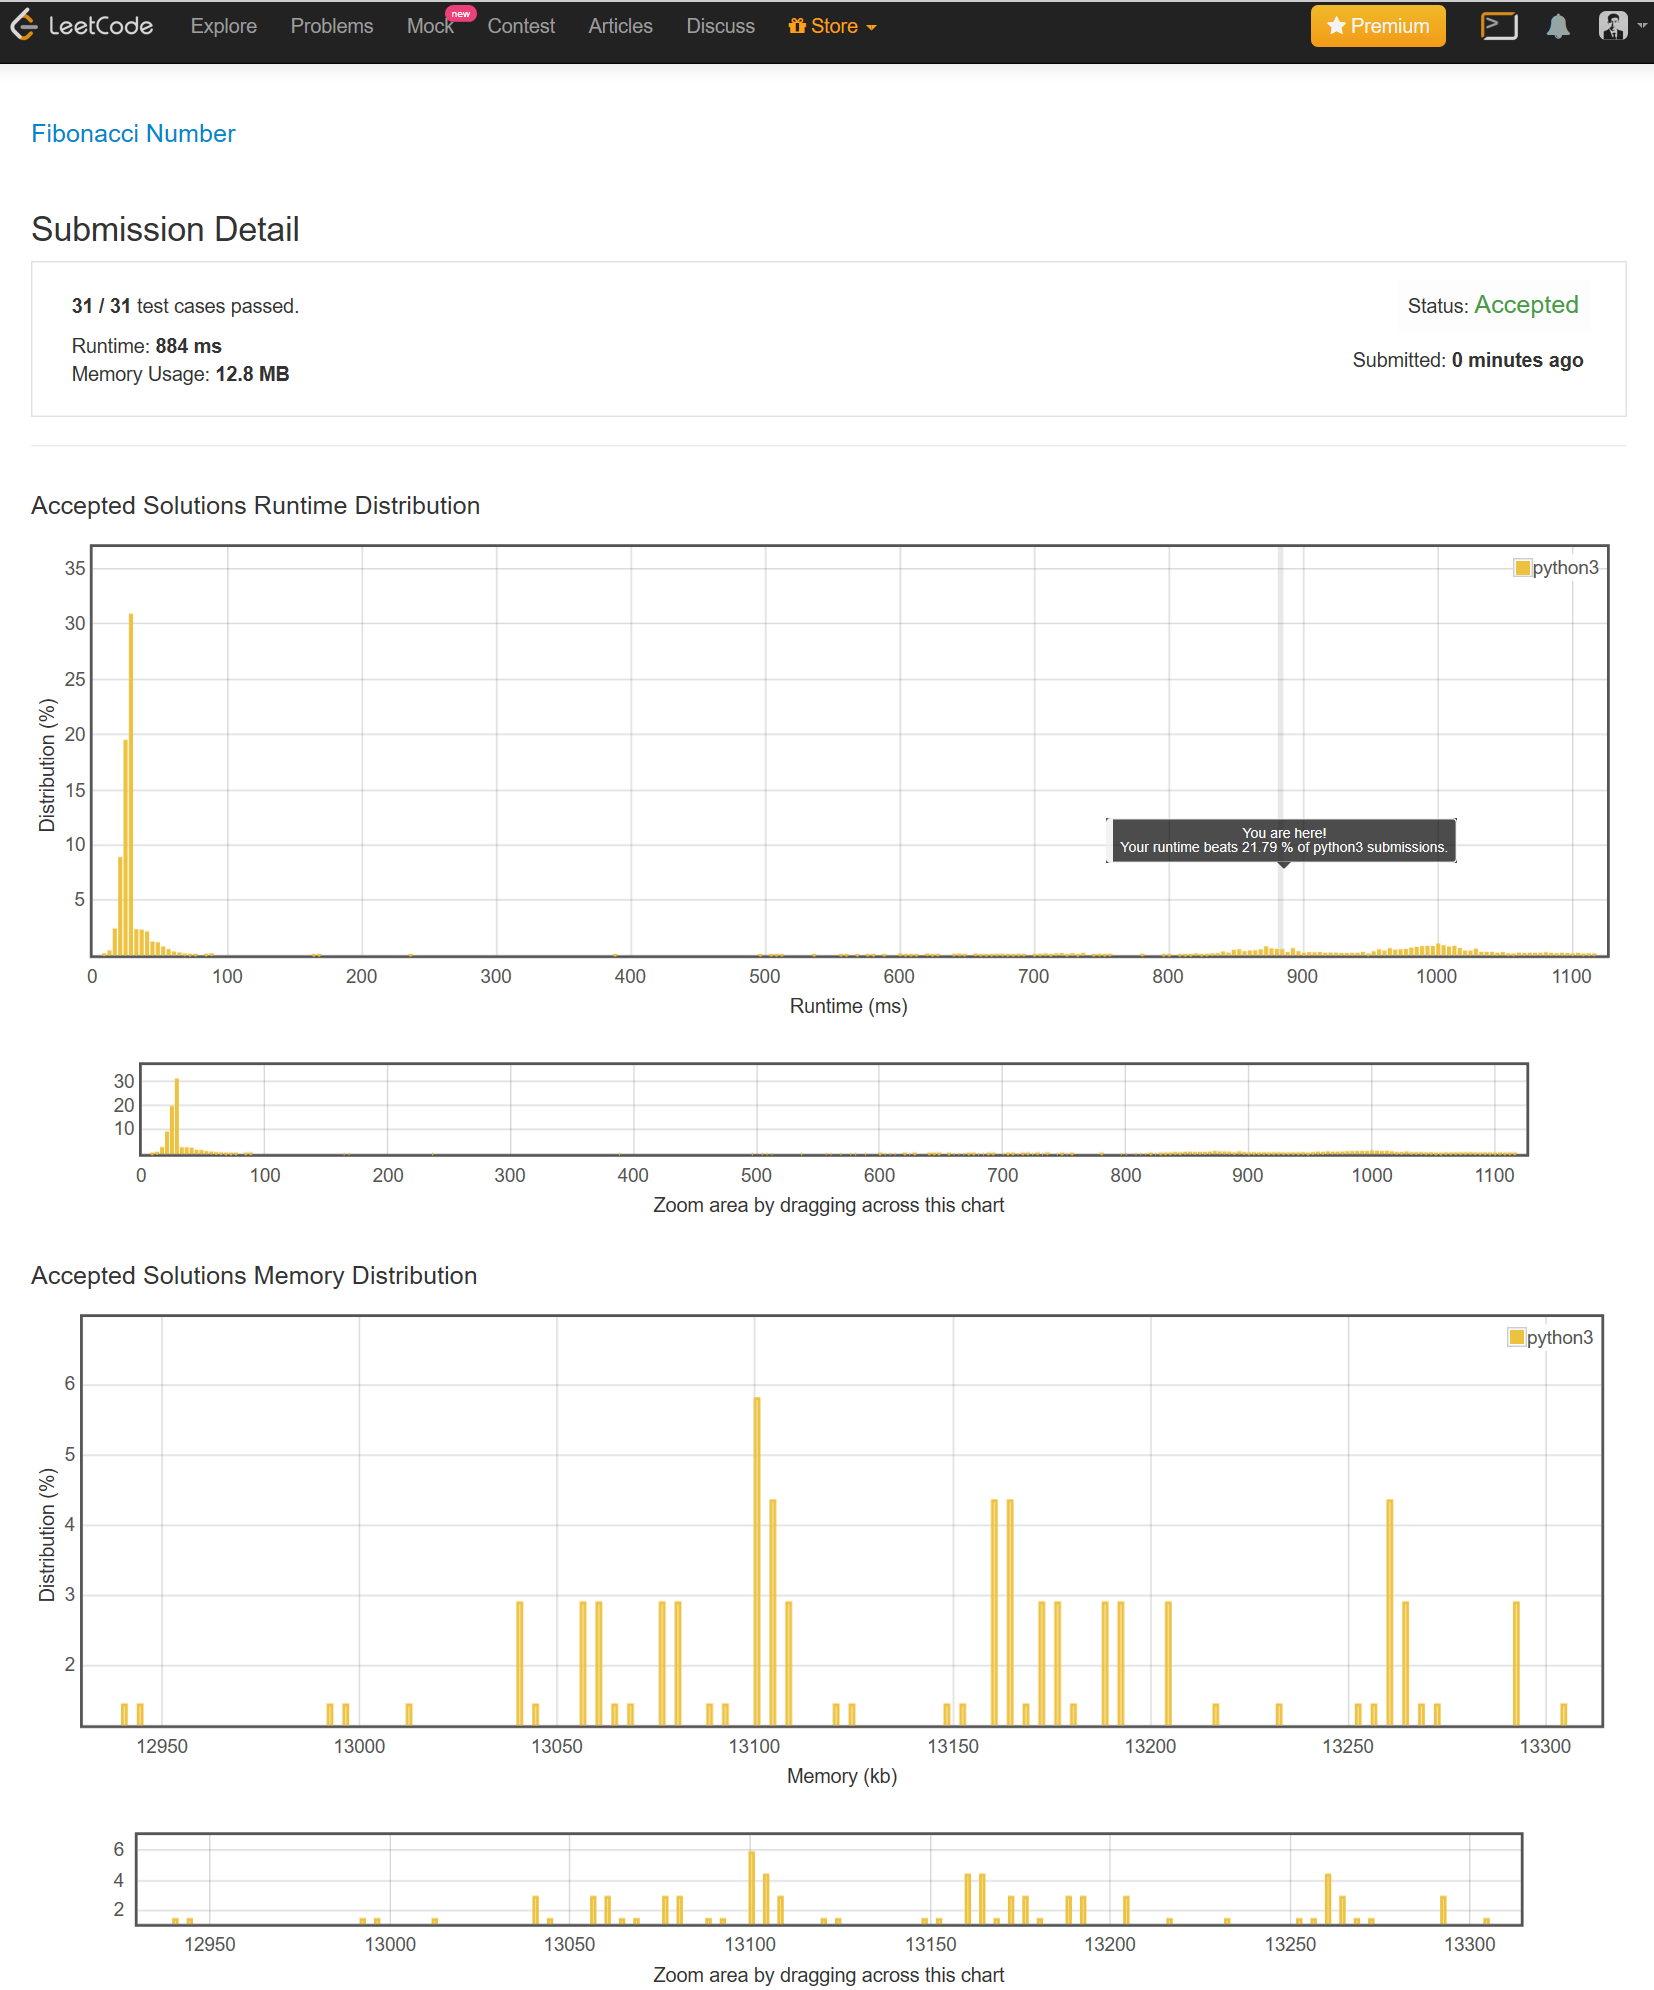 LeetCode Explore Problems Mock new Contest Articles Discuss Store Premium
Fibonacci Number
Submission Detail
31 / 31 test cases passed.
Status: Accepted
Runtime: 884 ms
Submitted: 0 minutes ago
Memory Usage: 12.8 MB
Accepted Solutions Runtime Distribution
python3
35
30
25
20
15
10
5
Distribution (%)
You are here!
Your runtime beats 21.79 % of python3 submissions.
0 100 200 300 400 500 600 700 800 900 1000 1100
Runtime (ms)
30
20
10
0 100 200 300 400 500 600 700 800 900 1000 1100
Zoom area by dragging across this chart
Accepted Solutions Memory Distribution
python3
6
5
4
3
2
Distribution (%)
12950 13000 13050 13100 13150 13200 13250 13300
Memory (kb)
6
4
2
12950 13000 13050 13100 13150 13200 13250 13300
Zoom area by dragging across this chart